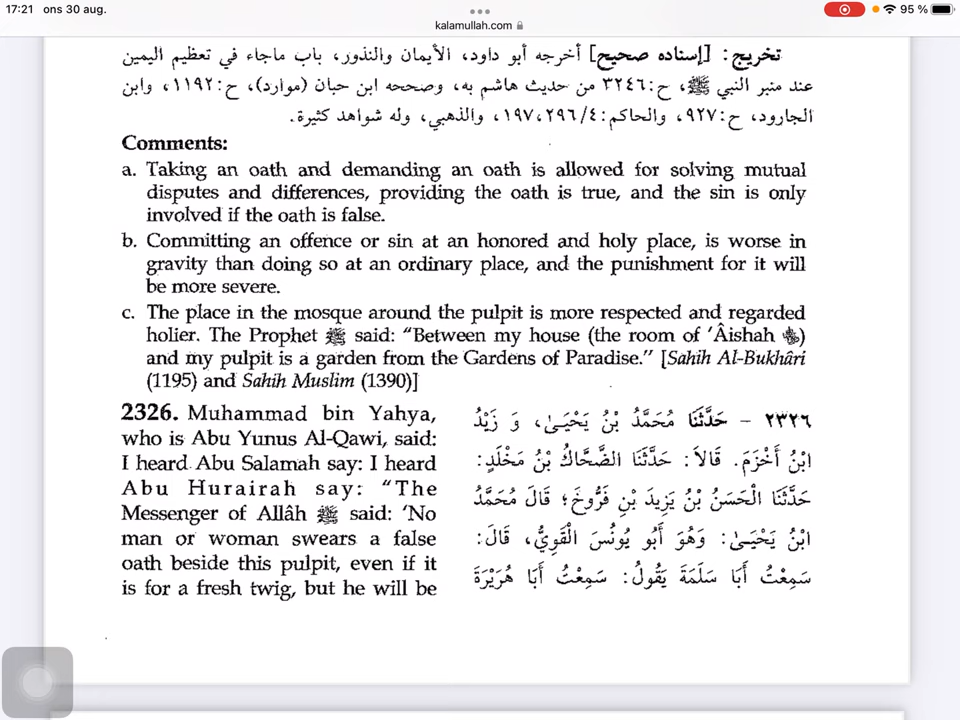 17:21 ons 30 aug.
95 %
kalamullah.com
تخريج: [إسناده صحيح] أخرجه أبو داود، الأيمان والنذور، باب ماجاء في تعظيم اليمين
عند منبر النبي ﷺ، ح:٣٢٤٦ من حديث هاشم به، وصححه ابن حبان (موارد)، ح:١١٩٢، وابن
الجارود، ح:٩٢٧، والحاكم:٤/ ٢٩٦،١٩٧، والذهبي، وله شواهد كثيرة.
Comments:
a. Taking an oath and demanding an oath is allowed for solving mutual
disputes and differences, providing the oath is true, and the sin is only
involved if the oath is false.
b. Committing an offence or sin at an honored and holy place, is worse in
gravity than doing so at an ordinary place, and the punishment for it will
be more severe.
c. The place in the mosque around the pulpit is more respected and regarded
holier. The Prophet ﷺ said: “Between my house (the room of ’Âishah)
and my pulpit is a garden from the Gardens of Paradise.” [Sahih Al-Bukhâri
(1195) and Sahih Muslim (1390)]
2326. Muhammad bin Yahya,
who is Abu Yunus Al-Qawi, said:
I heard Abu Salamah say: I heard
Abu Hurairah say: “The
Messenger of Allâh ﷺ said: ‘No
man or woman swears a false
oath beside this pulpit, even if it
is for a fresh twig, but he will be
٢٣٢٦ – حَدَّثَنَا مُحَمَّدُ بْنُ يَحْيَىٰ، وَ زَيْدُ
ابْنُ أَخْزَمَ. قَالاَ: حَدَّثَنَا الضَّحَّاكُ بْنُ مَخْلَدٍ:
حَدَّثَنَا الْحَسَنُ بْنُ يَزِيدَ بْنِ فَرُّوخَ؛ قَالَ مُحَمَّدُ
ابْنُ يَحْيَىٰ: وَهُوَ أَبُو يُونُسَ الْقَوِيُّ، قَالَ:
سَمِعْتُ أَبَا سَلَمَةَ يَقُولُ: سَمِعْتُ أَبَا هُرَيْرَةَ